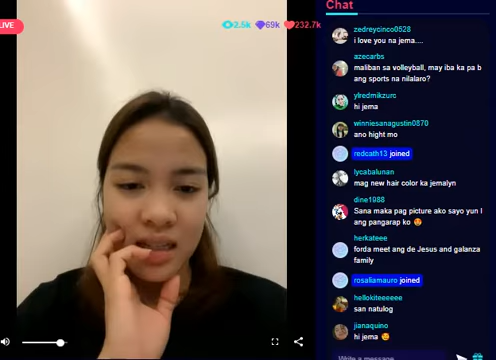 LIVE
2.5k 69k 232.7k
Chat
zedreycinco0528
i love you na jema....
azecarbs
maliban sa volleyball, may iba ka pa b
ang sports na nilalaro?
ylredmikzurc
hi jema
winniesanagustin0870
ano hight mo
redcath13 joined
lycabalunan
mag new hair color ka jemalyn
dine1988
Sana maka pag picture ako sayo yun l
ang pangarap ko 😍
herkateee
forda meet ang de Jesus and galanza
family
rosaliamauro joined
hellokiteeeeee
san natulog
jianaquino
hi jema 😍
Write a message